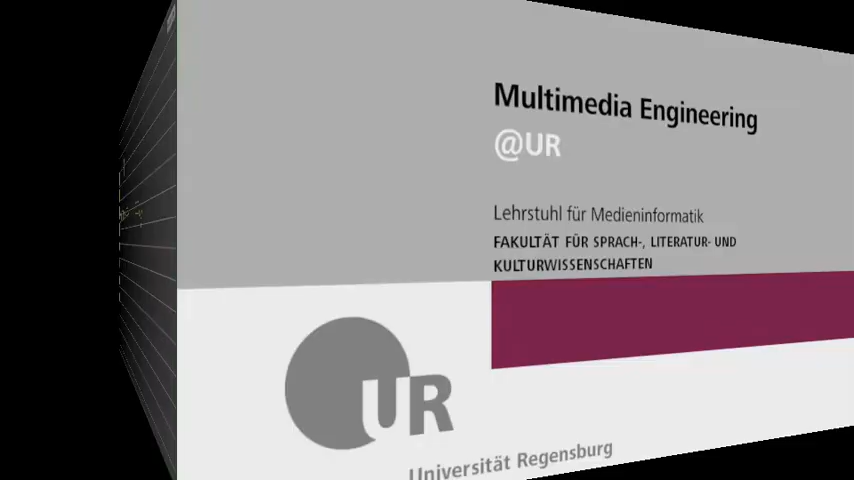 Multimedia Engineering
@UR
Lehrstuhl für Medieninformatik
FAKULTÄT FÜR SPRACH-, LITERATUR- UND
KULTURWISSENSCHAFTEN
UR
Universität Regensburg